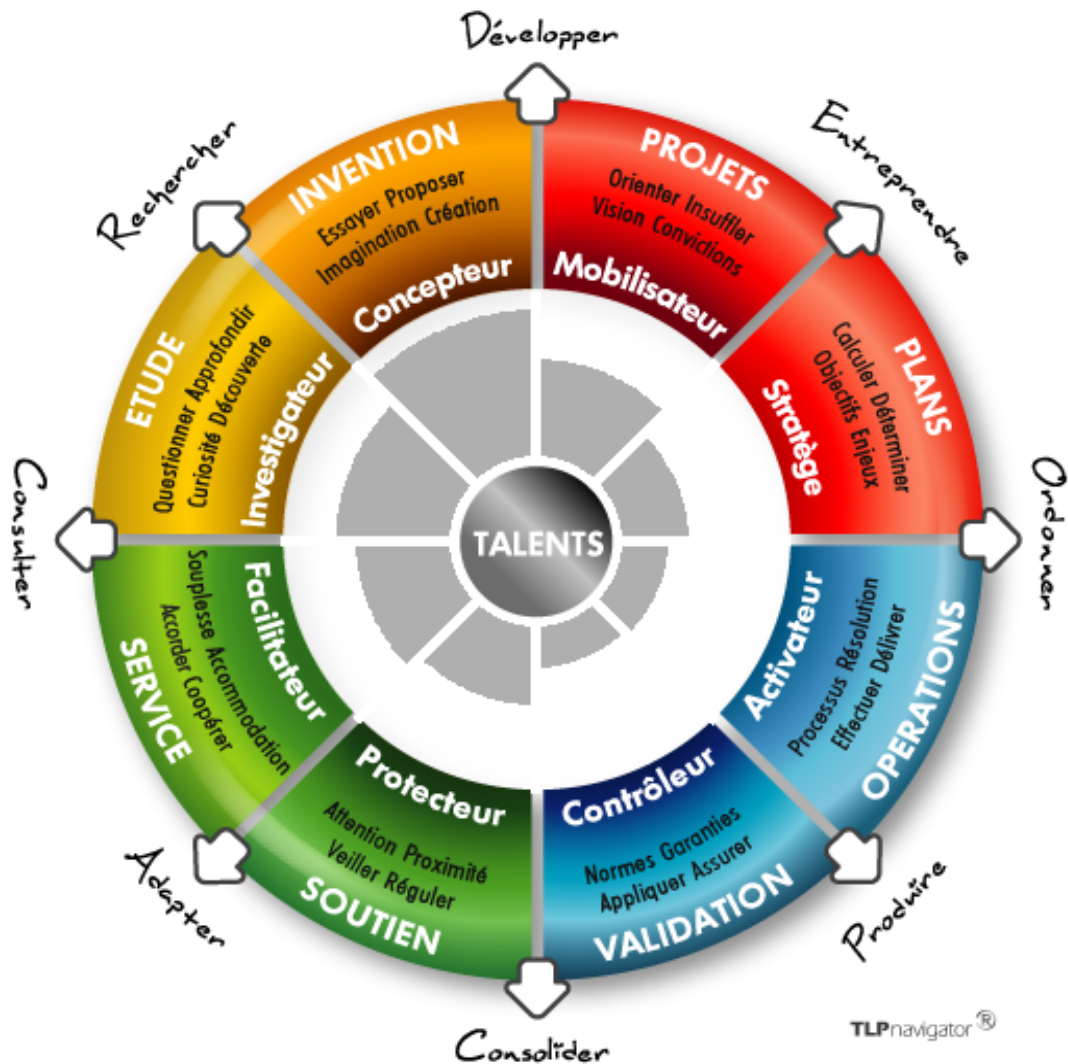 Développer
Entreprendre
Ordonner
Produire
Consolider
Adapter
Consulter
Rechercher
INVENTION
Essayer Proposer
Imagination Création
Concepteur
PROJETS
Orienter Insuffler
Vision Convictions
Mobilisateur
PLANS
Calculer Déterminer
Objectifs Enjeux
Stratège
OPERATIONS
Effectuer Délivrer
Processus Résolution
Activateur
Contrôleur
Normes Garanties
Appliquer Assurer
VALIDATION
Protecteur
Attention Proximité
Veiller Réguler
SOUTIEN
Facilitateur
Souplesse Accommodation
Accorder Coopérer
SERVICE
ETUDE
Questionner Approfondir
Curiosité Découverte
Investigateur
TALENTS
TLPnavigator ®